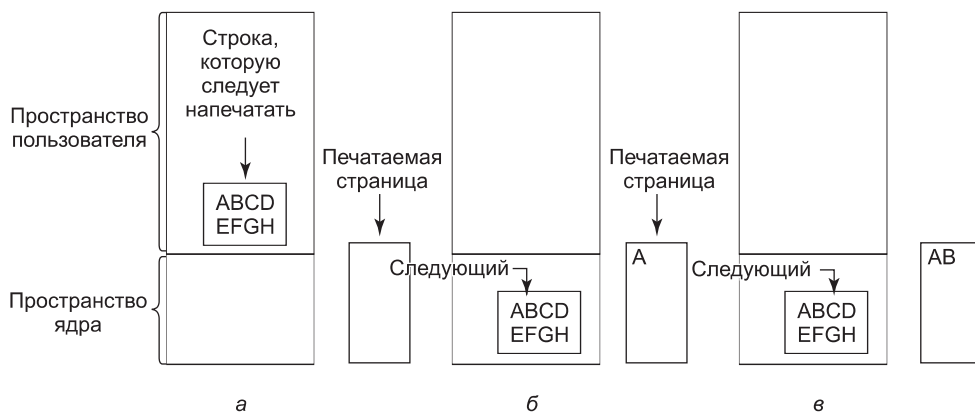 Строка,
которую
следует
напечатать
Пространство
пользователя
ABCD
EFGH
Печатаемая
страница
Пространство
ядра
Следующий
ABCD
EFGH
Печатаемая
страница
A
Следующий
ABCD
EFGH
AB
а
б
в